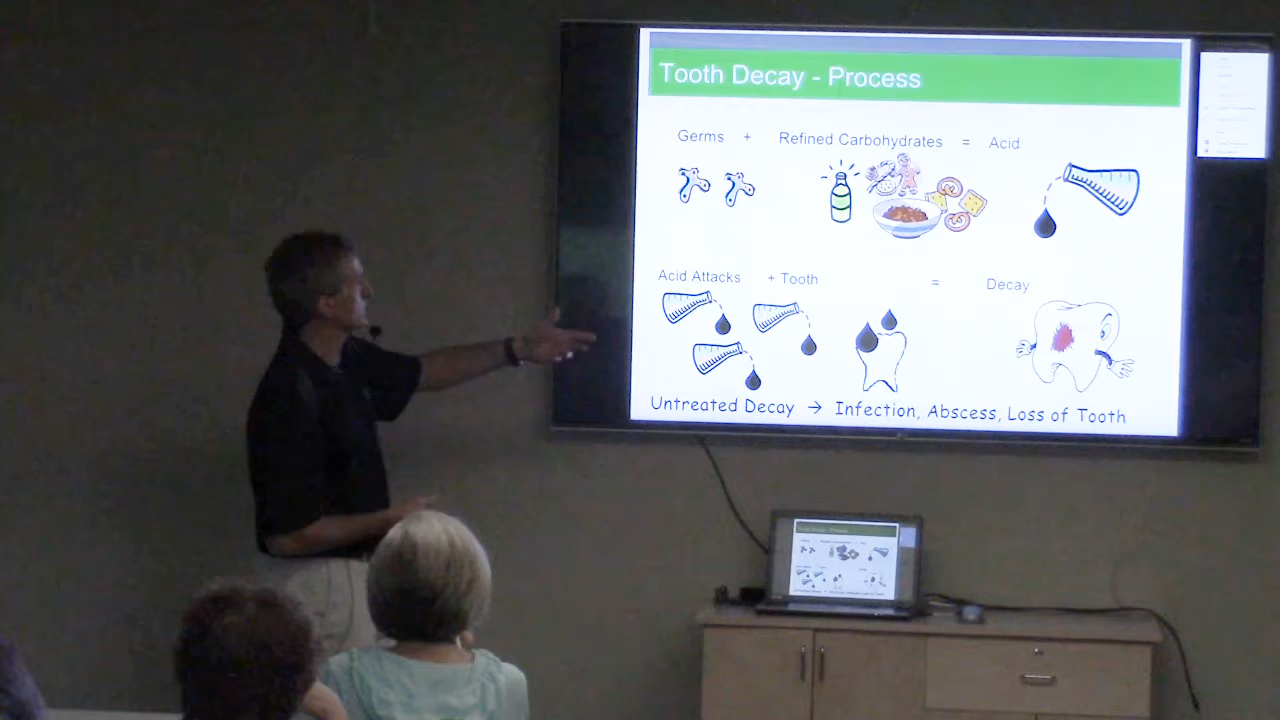 Tooth Decay - Process
Germs + Refined Carbohydrates = Acid
Acid Attacks + Tooth = Decay
Untreated Decay → Infection, Abscess, Loss of Tooth